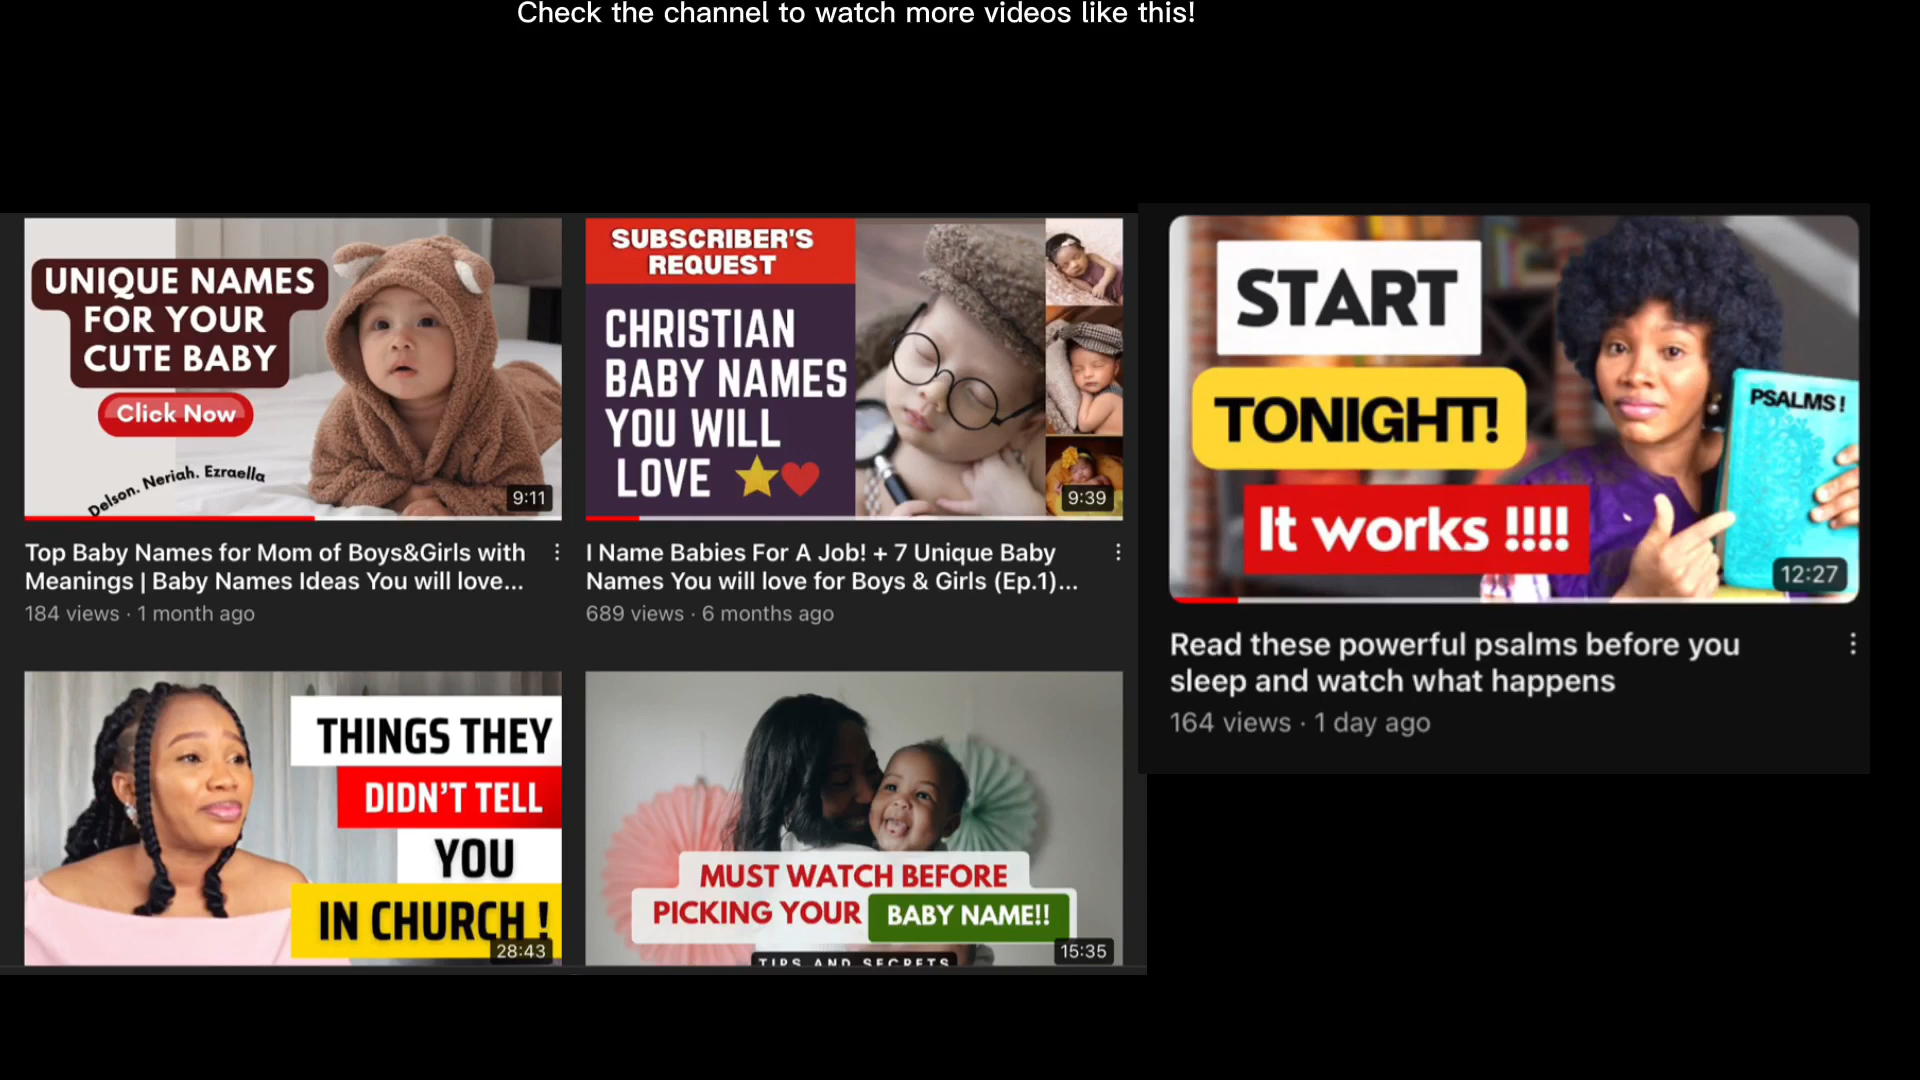 Check the channel to watch more videos like this!
UNIQUE NAMES
FOR YOUR
CUTE BABY
Click Now
Delson. Neriah. Ezraella
9:11
Top Baby Names for Mom of Boys&Girls with
Meanings | Baby Names Ideas You will love...
184 views · 1 month ago
SUBSCRIBER'S
REQUEST
CHRISTIAN
BABY NAMES
YOU WILL
LOVE ⭐❤️
9:39
I Name Babies For A Job! + 7 Unique Baby
Names You will love for Boys & Girls (Ep.1)...
689 views · 6 months ago
START
TONIGHT!
It works !!!!
PSALMS!
12:27
Read these powerful psalms before you
sleep and watch what happens
164 views · 1 day ago
THINGS THEY
DIDN'T TELL
YOU
IN CHURCH !
28:43
MUST WATCH BEFORE
PICKING YOUR BABY NAME!!
TIPS AND SECRETS
15:35